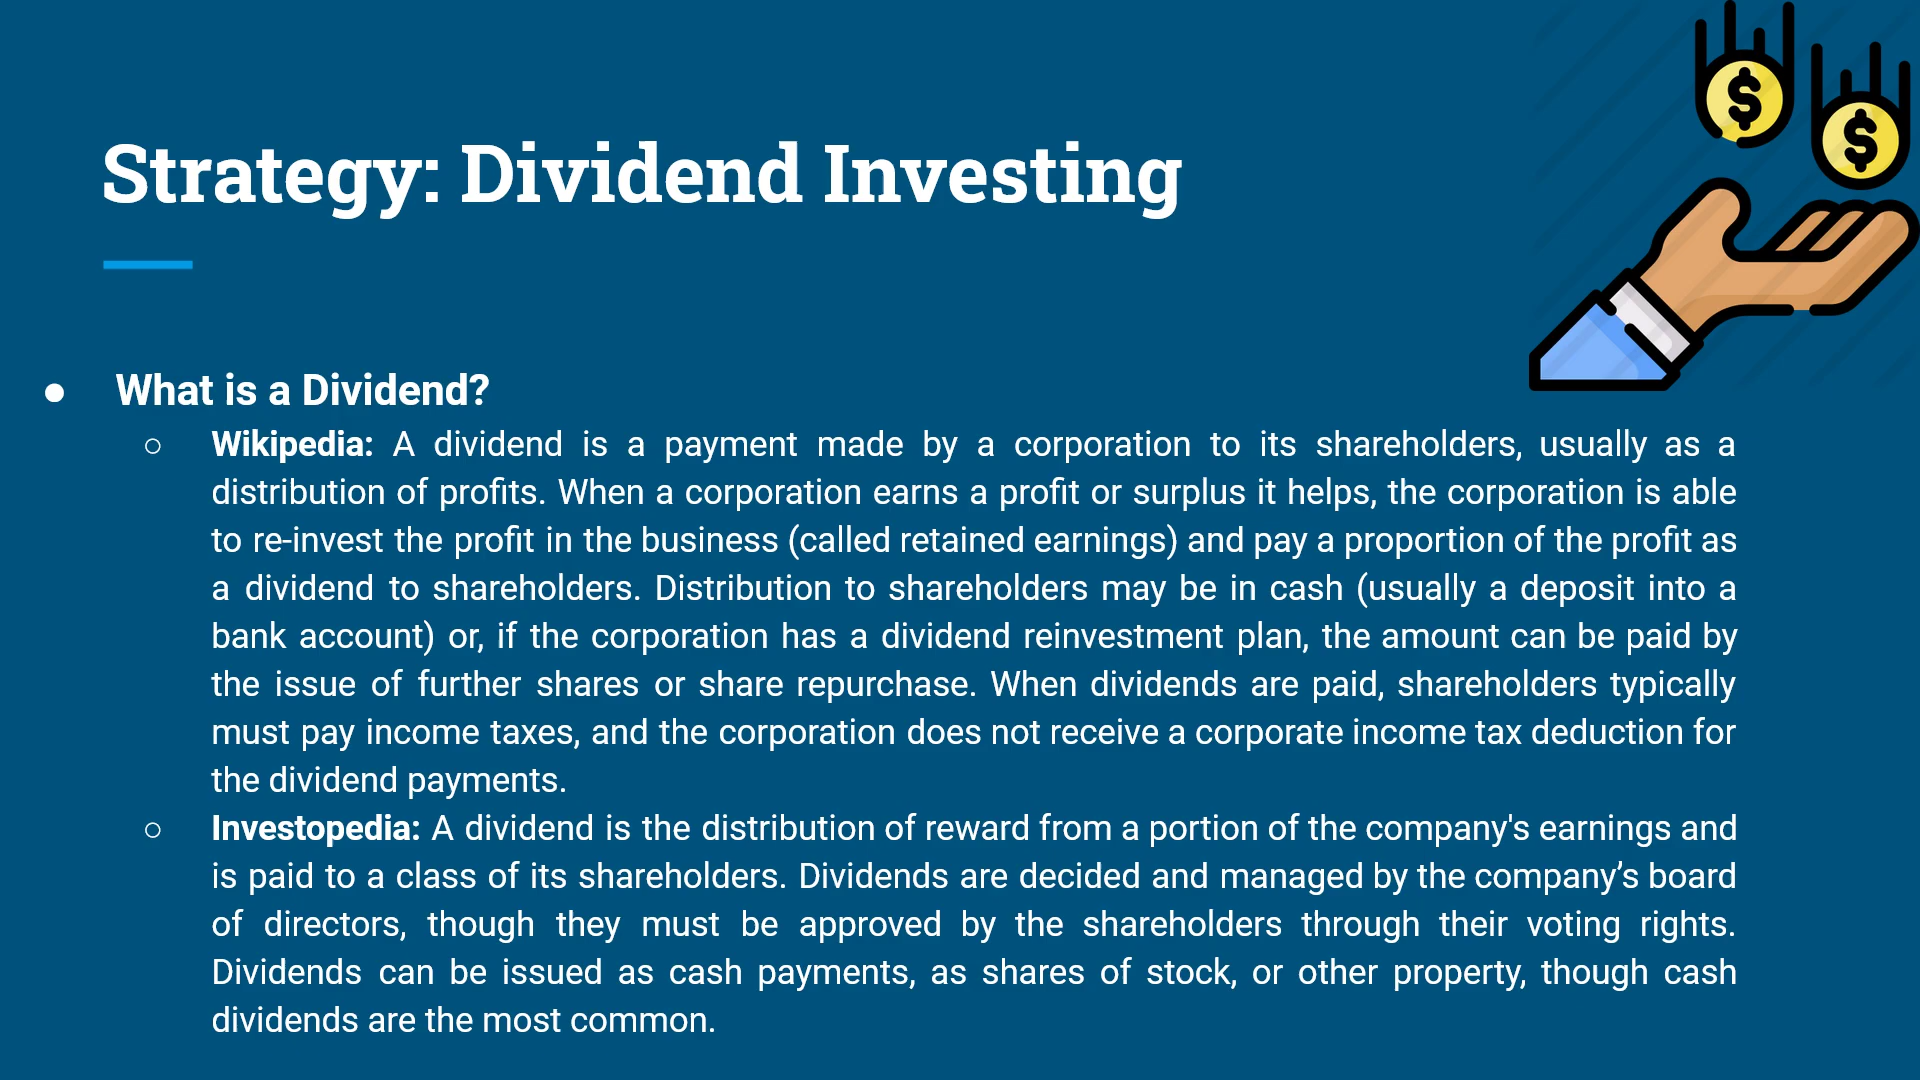 Strategy: Dividend Investing
● What is a Dividend?
○ Wikipedia: A dividend is a payment made by a corporation to its shareholders, usually as a
distribution of profits. When a corporation earns a profit or surplus it helps, the corporation is able
to re-invest the profit in the business (called retained earnings) and pay a proportion of the profit as
a dividend to shareholders. Distribution to shareholders may be in cash (usually a deposit into a
bank account) or, if the corporation has a dividend reinvestment plan, the amount can be paid by
the issue of further shares or share repurchase. When dividends are paid, shareholders typically
must pay income taxes, and the corporation does not receive a corporate income tax deduction for
the dividend payments.
○ Investopedia: A dividend is the distribution of reward from a portion of the company's earnings and
is paid to a class of its shareholders. Dividends are decided and managed by the company’s board
of directors, though they must be approved by the shareholders through their voting rights.
Dividends can be issued as cash payments, as shares of stock, or other property, though cash
dividends are the most common.
$
$